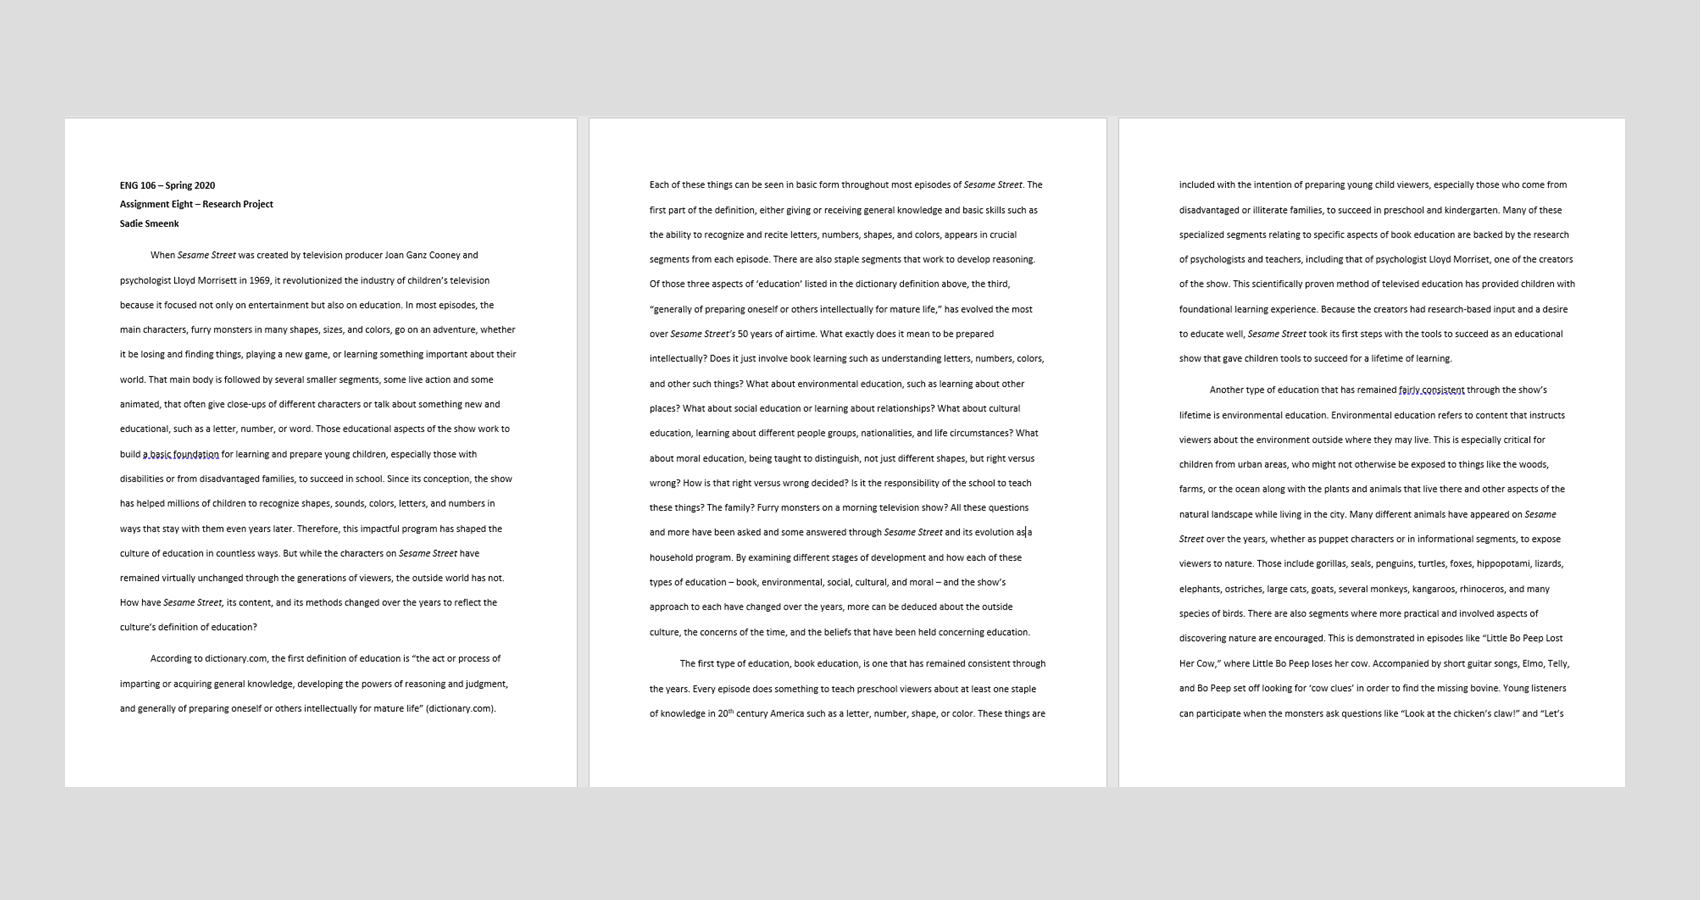 ENG 106 – Spring 2020
Assignment Eight – Research Project
Sadie Smeenk
When Sesame Street was created by television producer Joan Ganz Cooney and
psychologist Lloyd Morrisett in 1969, it revolutionized the industry of children’s television
because it focused not only on entertainment but also on education. In most episodes, the
main characters, furry monsters in many shapes, sizes, and colors, go on an adventure, whether
it be losing and finding things, playing a new game, or learning something important about their
world. That main body is followed by several smaller segments, some live action and some
animated, that often give close-ups of different characters or talk about something new and
educational, such as a letter, number, or word. Those educational aspects of the show work to
build a basic foundation for learning and prepare young children, especially those with
disabilities or from disadvantaged families, to succeed in school. Since its conception, the show
has helped millions of children to recognize shapes, sounds, colors, letters, and numbers in
ways that stay with them even years later. Therefore, this impactful program has shaped the
culture of education in countless ways. But while the characters on Sesame Street have
remained virtually unchanged through the generations of viewers, the outside world has not.
How have Sesame Street, its content, and its methods changed over the years to reflect the
culture’s definition of education?
According to dictionary.com, the first definition of education is “the act or process of
imparting or acquiring general knowledge, developing the powers of reasoning and judgment,
and generally of preparing oneself or others intellectually for mature life” (dictionary.com).
Each of these things can be seen in basic form throughout most episodes of Sesame Street. The
first part of the definition, either giving or receiving general knowledge and basic skills such as
the ability to recognize and recite letters, numbers, shapes, and colors, appears in crucial
segments from each episode. There are also staple segments that work to develop reasoning.
Of those three aspects of ‘education’ listed in the dictionary definition above, the third,
“generally of preparing oneself or others intellectually for mature life,” has evolved the most
over Sesame Street’s 50 years of airtime. What exactly does it mean to be prepared
intellectually? Does it just involve book learning such as understanding letters, numbers, colors,
and other such things? What about environmental education, such as learning about other
places? What about social education or learning about relationships? What about cultural
education, learning about different people groups, nationalities, and life circumstances? What
about moral education, being taught to distinguish, not just different shapes, but right versus
wrong? How is that right versus wrong decided? Is it the responsibility of the school to teach
these things? The family? Furry monsters on a morning television show? All these questions
and more have been asked and some answered through Sesame Street and its evolution as a
household program. By examining different stages of development and how each of these
types of education – book, environmental, social, cultural, and moral – and the show’s
approach to each have changed over the years, more can be deduced about the outside
culture, the concerns of the time, and the beliefs that have been held concerning education.
The first type of education, book education, is one that has remained consistent through
the years. Every episode does something to teach preschool viewers about at least one staple
of knowledge in 20th century America such as a letter, number, shape, or color. These things are
included with the intention of preparing young child viewers, especially those who come from
disadvantaged or illiterate families, to succeed in preschool and kindergarten. Many of these
specialized segments relating to specific aspects of book education are backed by the research
of psychologists and teachers, including that of psychologist Lloyd Morriset, one of the creators
of the show. This scientifically proven method of televised education has provided children with
foundational learning experience. Because the creators had research-based input and a desire
to educate well, Sesame Street took its first steps with the tools to succeed as an educational
show that gave children tools to succeed for a lifetime of learning.
Another type of education that has remained fairly consistent through the show’s
lifetime is environmental education. Environmental education refers to content that instructs
viewers about the environment outside where they may live. This is especially critical for
children from urban areas, who might not otherwise be exposed to things like the woods,
farms, or the ocean along with the plants and animals that live there and other aspects of the
natural landscape while living in the city. Many different animals have appeared on Sesame
Street over the years, whether as puppet characters or in informational segments, to expose
viewers to nature. Those include gorillas, seals, penguins, turtles, foxes, hippopotami, lizards,
elephants, ostriches, large cats, goats, several monkeys, kangaroos, rhinoceros, and many
species of birds. There are also segments where more practical and involved aspects of
discovering nature are encouraged. This is demonstrated in episodes like “Little Bo Peep Lost
Her Cow,” where Little Bo Peep loses her cow. Accompanied by short guitar songs, Elmo, Telly,
and Bo Peep set off looking for ‘cow clues’ in order to find the missing bovine. Young listeners
can participate when the monsters ask questions like “Look at the chicken’s claw!” and “Let’s